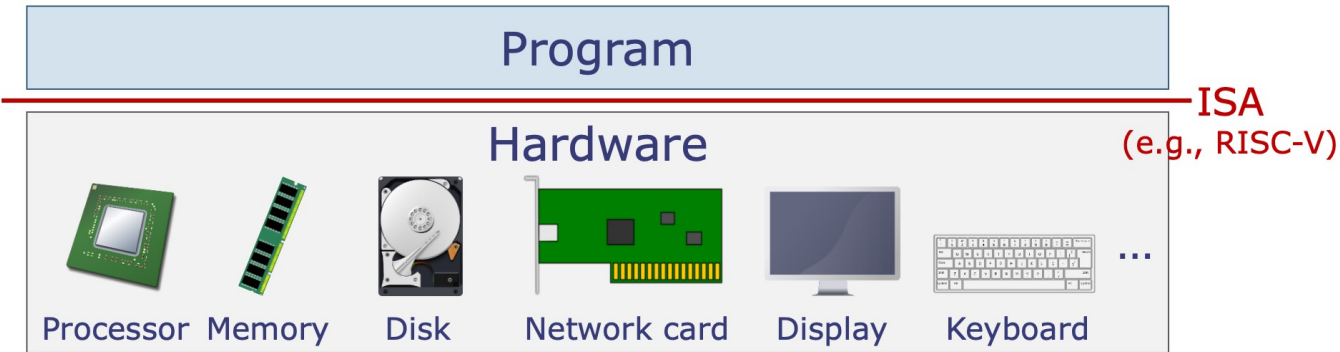 Program
ISA
(e.g., RISC-V)
Hardware
...
Processor Memory Disk Network card Display Keyboard